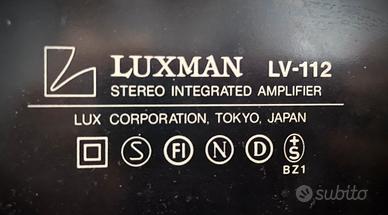 LUXMAN LV-112
STEREO INTEGRATED AMPLIFIER
LUX CORPORATION, TOKYO, JAPAN
S FI N D +S
BZ1
subito